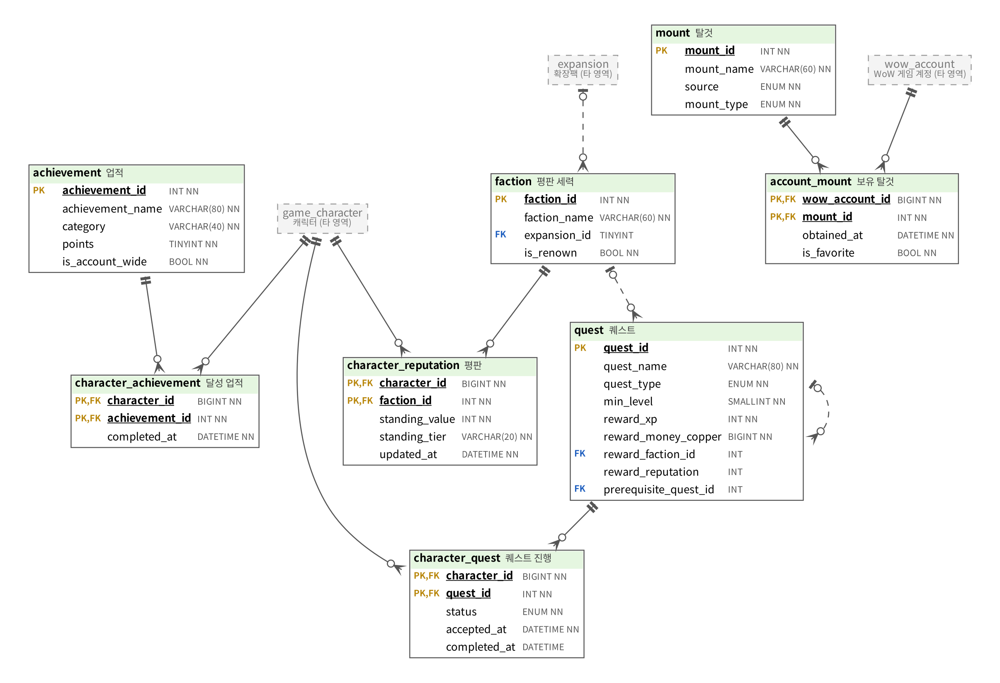 mount 탈것
PK mount_id INT NN
mount_name VARCHAR(60) NN
source ENUM NN
mount_type ENUM NN
expansion
확장팩 (타 영역)
wow_account
WoW 게임 계정 (타 영역)
achievement 업적
PK achievement_id INT NN
achievement_name VARCHAR(80) NN
category VARCHAR(40) NN
points TINYINT NN
is_account_wide BOOL NN
game_character
캐릭터 (타 영역)
faction 평판 세력
PK faction_id INT NN
faction_name VARCHAR(60) NN
FK expansion_id TINYINT
is_renown BOOL NN
account_mount 보유 탈것
PK,FK wow_account_id BIGINT NN
PK,FK mount_id INT NN
obtained_at DATETIME NN
is_favorite BOOL NN
character_achievement 달성 업적
PK,FK character_id BIGINT NN
PK,FK achievement_id INT NN
completed_at DATETIME NN
character_reputation 평판
PK,FK character_id BIGINT NN
PK,FK faction_id INT NN
standing_value INT NN
standing_tier VARCHAR(20) NN
updated_at DATETIME NN
quest 퀘스트
PK quest_id INT NN
quest_name VARCHAR(80) NN
quest_type ENUM NN
min_level SMALLINT NN
reward_xp INT NN
reward_money_copper BIGINT NN
FK reward_faction_id INT
reward_reputation INT
FK prerequisite_quest_id INT
character_quest 퀘스트 진행
PK,FK character_id BIGINT NN
PK,FK quest_id INT NN
status ENUM NN
accepted_at DATETIME NN
completed_at DATETIME